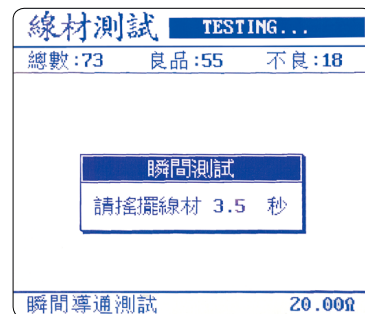 線材測試 TESTING...
總數:73 良品:55 不良:18
瞬間測試
請搖擺線材 3.5 秒
瞬間導通測試 20.00Ω